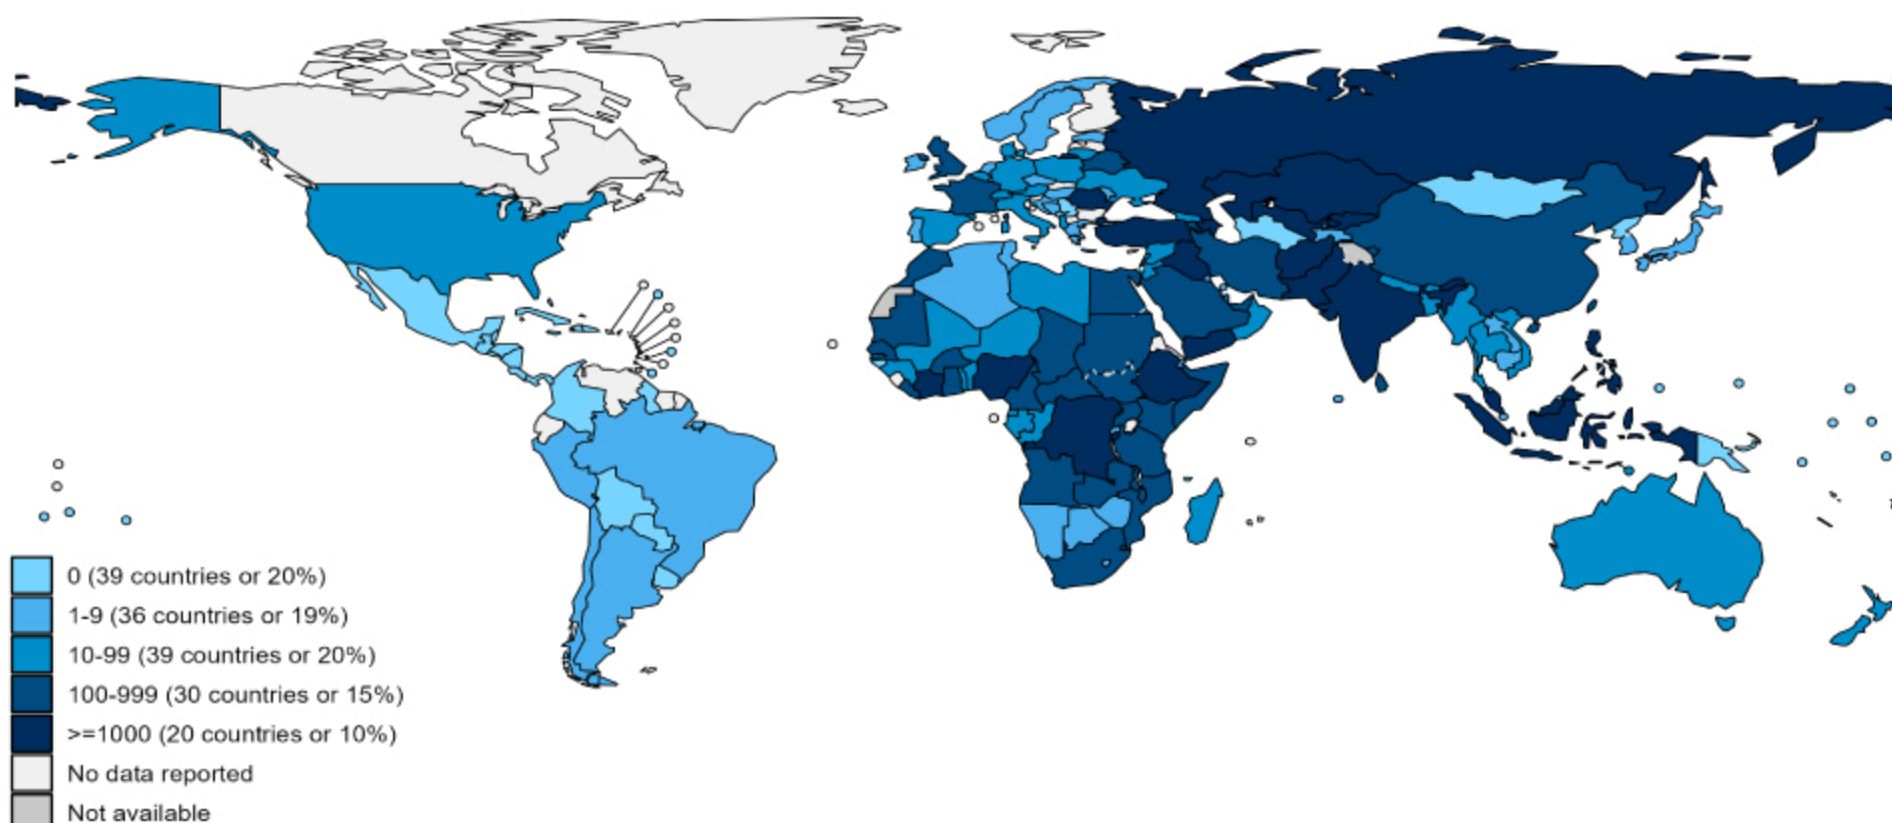 0 (39 countries or 20%)
1-9 (36 countries or 19%)
10-99 (39 countries or 20%)
100-999 (30 countries or 15%)
>=1000 (20 countries or 10%)
No data reported
Not available